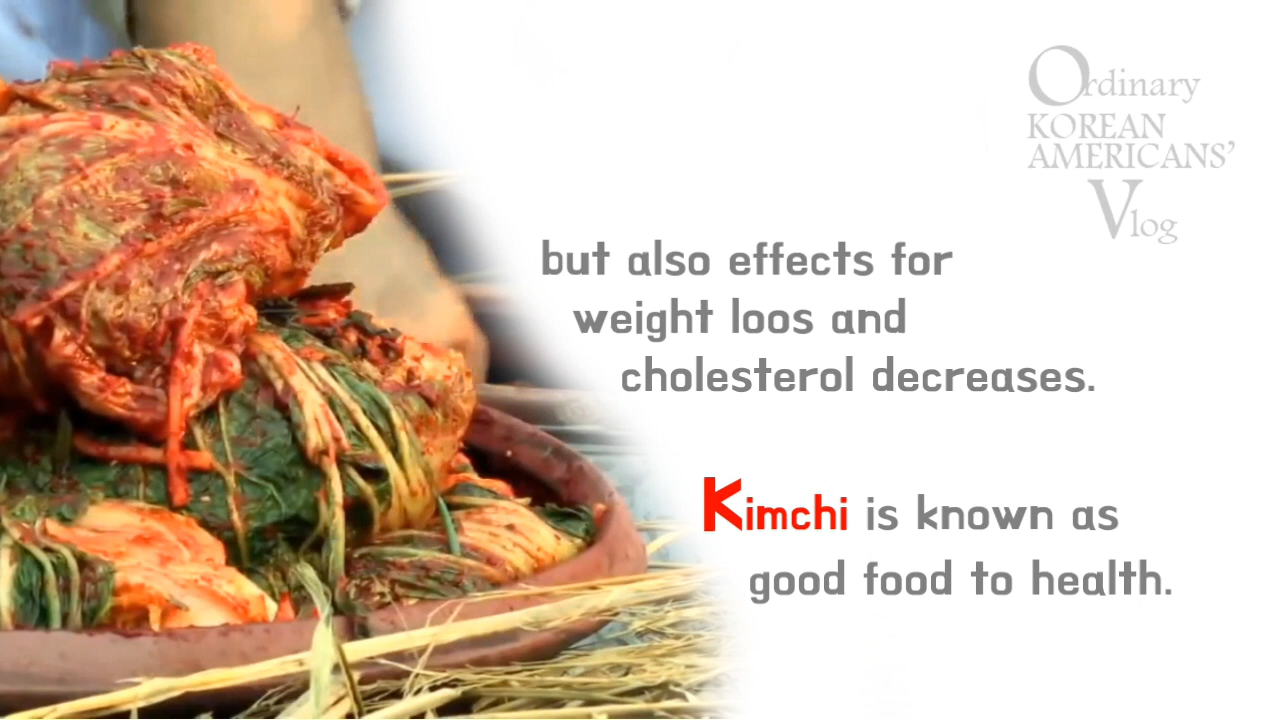 Ordinary
KOREAN
AMERICANS'
Vlog
but also effects for
weight loos and
cholesterol decreases.
Kimchi is known as
good food to health.